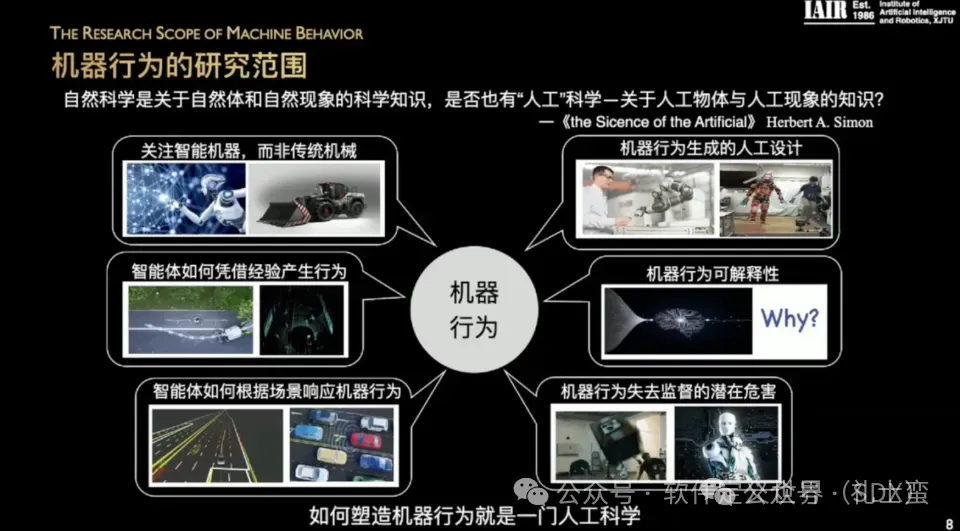 IAIR
Est.
1986
Institute of
Artificial Intelligence
and Robotics, XJTU
THE RESEARCH SCOPE OF MACHINE BEHAVIOR
机器行为的研究范围
自然科学是关于自然体和自然现象的科学知识，是否也有“人工”科学—关于人工物体与人工现象的知识？
—《the Sicence of the Artificial》 Herbert A. Simon
关注智能机器，而非传统机械
机器行为生成的人工设计
智能体如何凭借经验产生行为
机器行为可解释性
Why?
机器
行为
智能体如何根据场景响应机器行为
机器行为失去监督的潜在危害
公众号 · 软件定义世界（SDX）
如何塑造机器行为就是一门人工科学
8